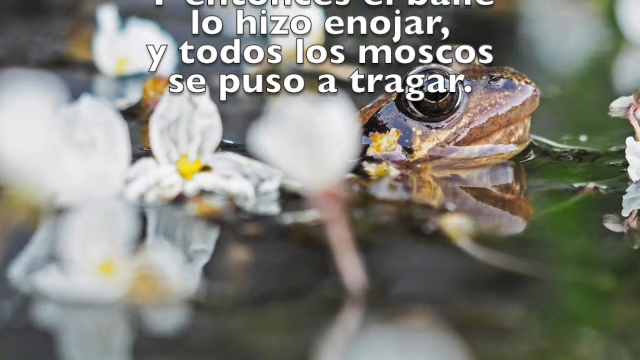 Y entonces el baile
lo hizo enojar,
y todos los moscos
se puso a tragar.